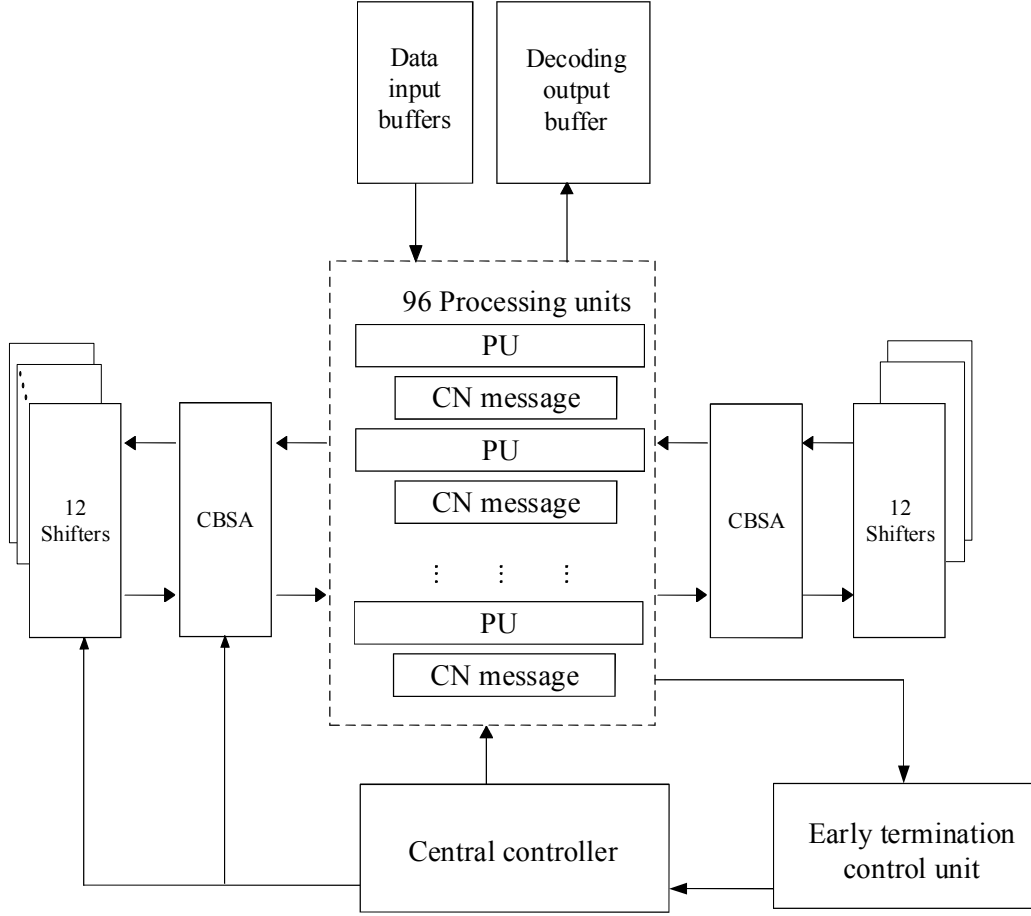 Data
input
buffers
Decoding
output
buffer
96 Processing units
PU
CN message
PU
CN message
PU
CN message
12
Shifters
CBSA
CBSA
12
Shifters
Central controller
Early termination
control unit